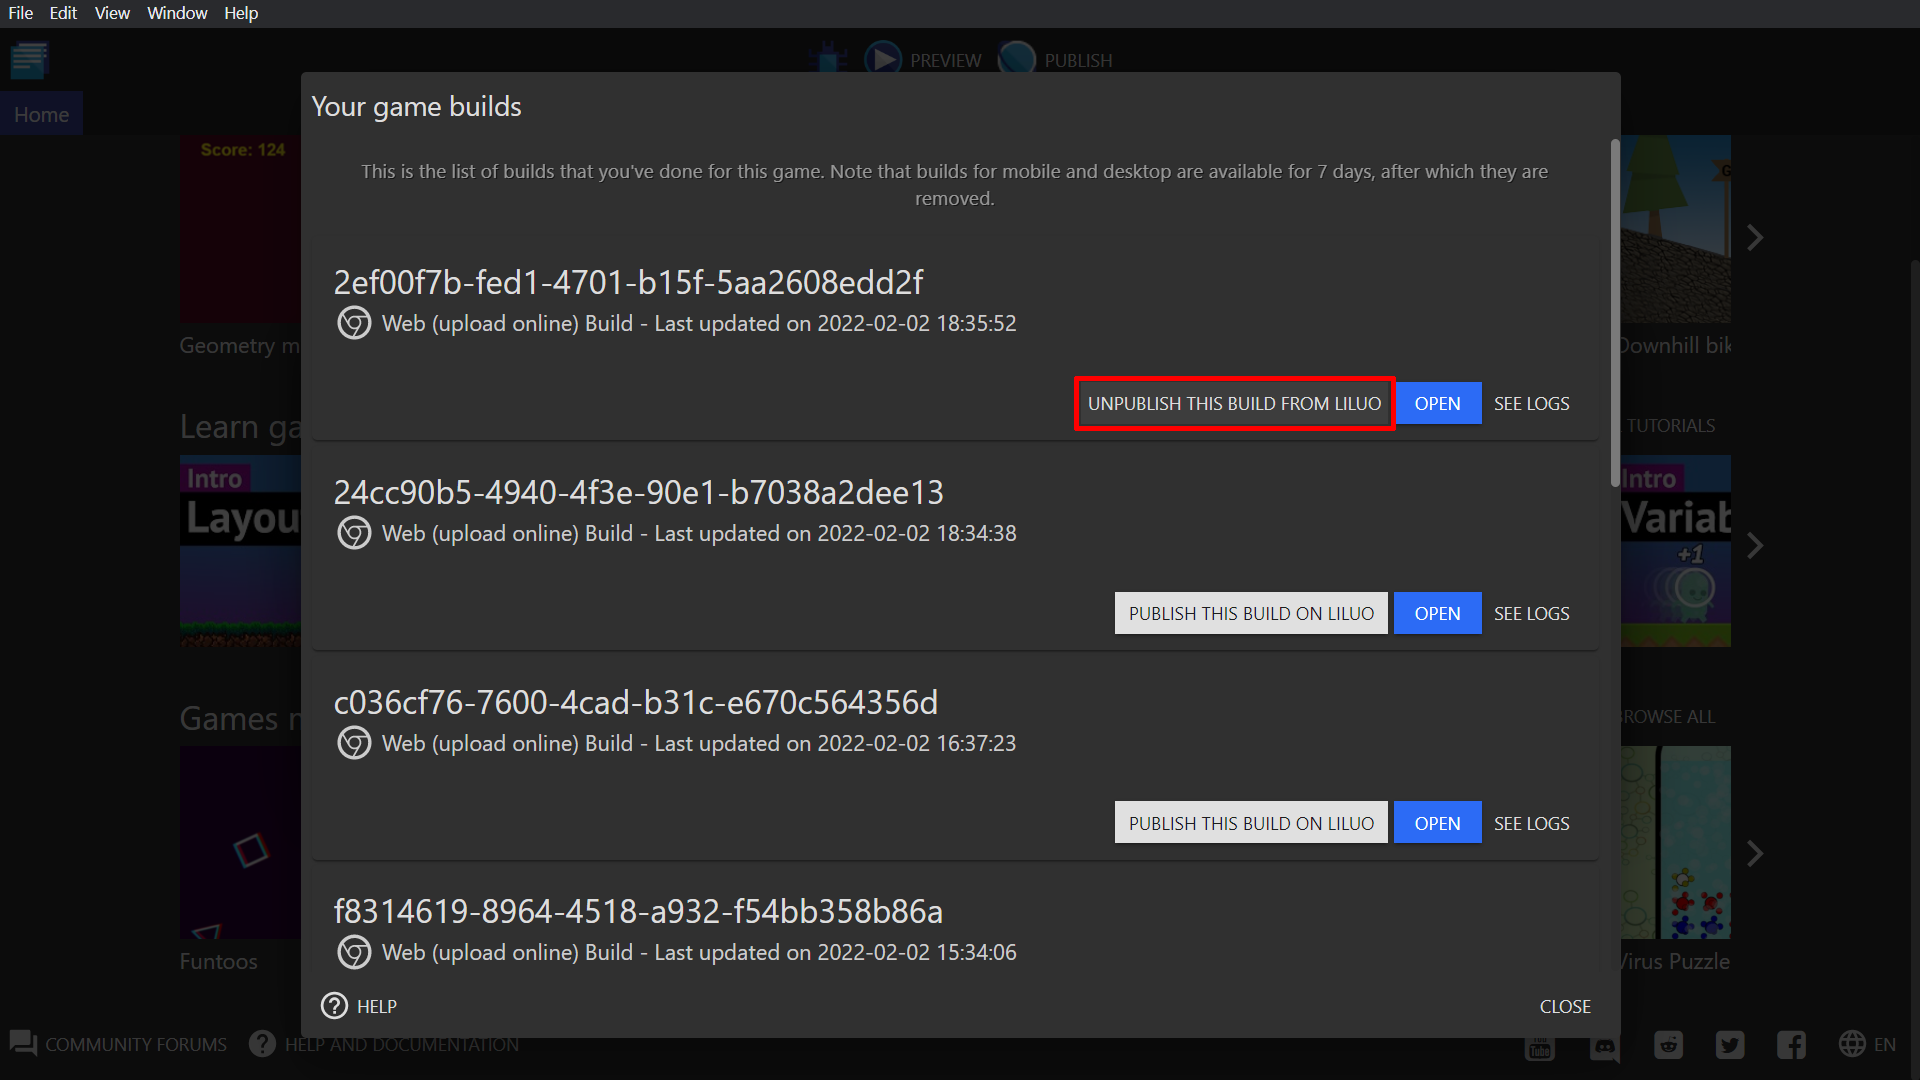 File Edit View Window Help
PREVIEW PUBLISH
Home
Your game builds
Score: 124
This is the list of builds that you've done for this game. Note that builds for mobile and desktop are available for 7 days, after which they are
removed.
2ef00f7b-fed1-4701-b15f-5aa2608edd2f
Web (upload online) Build - Last updated on 2022-02-02 18:35:52
Geometry m
Downhill bik
UNPUBLISH THIS BUILD FROM LILUO OPEN SEE LOGS
Learn ga
TUTORIALS
Intro
Layou
Intro
Variab
+1
24cc90b5-4940-4f3e-90e1-b7038a2dee13
Web (upload online) Build - Last updated on 2022-02-02 18:34:38
PUBLISH THIS BUILD ON LILUO OPEN SEE LOGS
c036cf76-7600-4cad-b31c-e670c564356d
Web (upload online) Build - Last updated on 2022-02-02 16:37:23
Games m
ROWSE ALL
PUBLISH THIS BUILD ON LILUO OPEN SEE LOGS
f8314619-8964-4518-a932-f54bb358b86a
Web (upload online) Build - Last updated on 2022-02-02 15:34:06
Funtoos
Virus Puzzle
HELP CLOSE
COMMUNITY FORUMS HELP AND DOCUMENTATION
Tube
EN